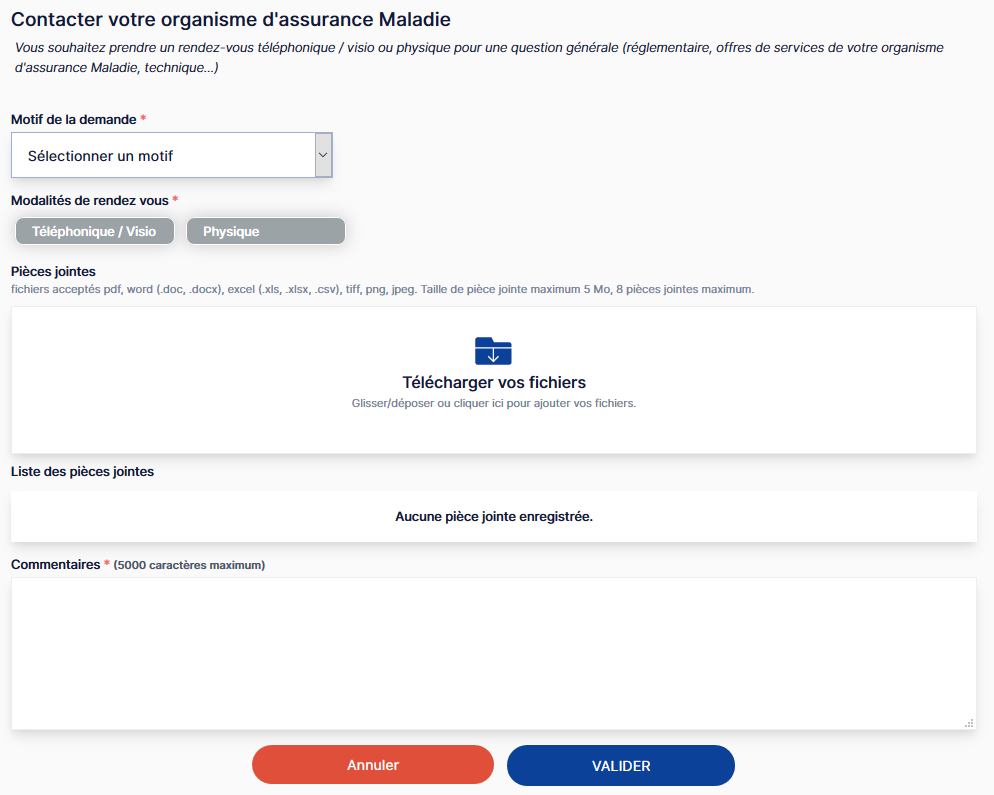 Contacter votre organisme d'assurance Maladie
Vous souhaitez prendre un rendez-vous téléphonique / visio ou physique pour une question générale (réglementaire, offres de services de votre organisme
d'assurance Maladie, technique...)
Motif de la demande *
Sélectionner un motif
Modalités de rendez vous *
Téléphonique / Visio
Physique
Pièces jointes
fichiers acceptés pdf, word (.doc, .docx), excel (.xls, .xlsx, .csv), tiff, png, jpeg. Taille de pièce jointe maximum 5 Mo, 8 pièces jointes maximum.
Télécharger vos fichiers
Glisser/déposer ou cliquer ici pour ajouter vos fichiers.
Liste des pièces jointes
Aucune pièce jointe enregistrée.
Commentaires * (5000 caractères maximum)
Annuler
VALIDER